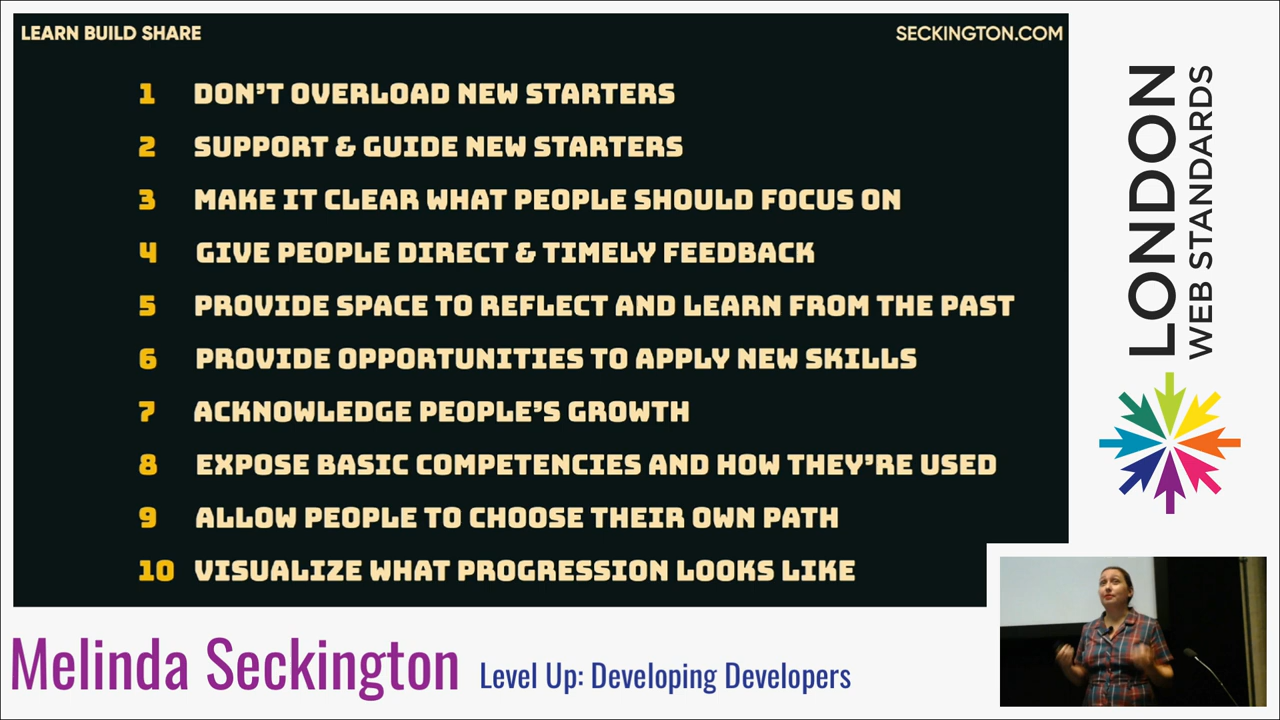 LEARN BUILD SHARE
SECKINGTON.COM
1 DON'T OVERLOAD NEW STARTERS
2 SUPPORT & GUIDE NEW STARTERS
3 MAKE IT CLEAR WHAT PEOPLE SHOULD FOCUS ON
4 GIVE PEOPLE DIRECT & TIMELY FEEDBACK
5 PROVIDE SPACE TO REFLECT AND LEARN FROM THE PAST
6 PROVIDE OPPORTUNITIES TO APPLY NEW SKILLS
7 ACKNOWLEDGE PEOPLE'S GROWTH
8 EXPOSE BASIC COMPETENCIES AND HOW THEY'RE USED
9 ALLOW PEOPLE TO CHOOSE THEIR OWN PATH
10 VISUALIZE WHAT PROGRESSION LOOKS LIKE
LONDON
WEB STANDARDS
Melinda Seckington Level Up: Developing Developers